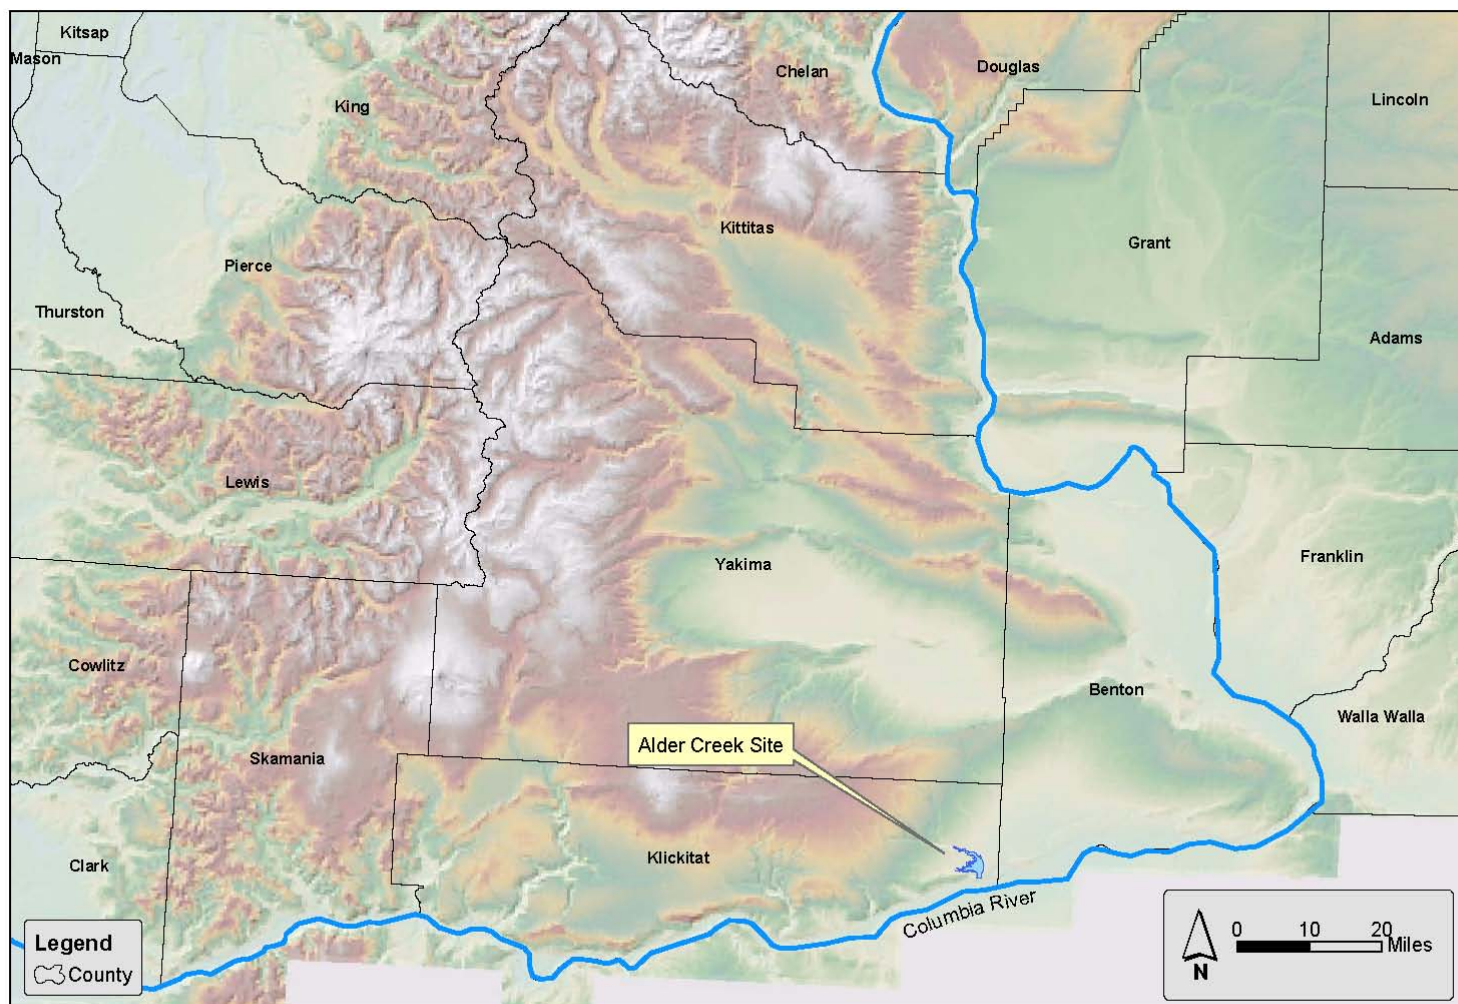 Kitsap
Mason
King
Chelan
Douglas
Lincoln
Kittitas
Grant
Pierce
Thurston
Adams
Lewis
Yakima
Franklin
Cowlitz
Benton
Walla Walla
Alder Creek Site
Skamania
Clark
Klickitat
Columbia River
Legend
County
N
0 10 20
Miles